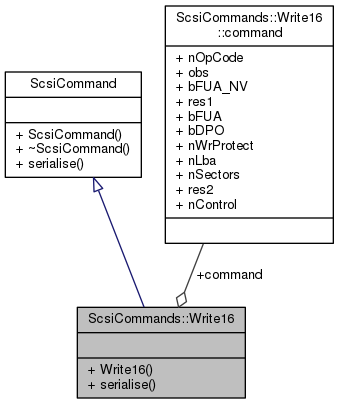 ScsiCommands::Write16
::command
+ nOpCode
+ obs
+ bFUA_NV
+ res1
+ bFUA
+ bDPO
+ nWrProtect
+ nLba
+ nSectors
+ res2
+ nControl
ScsiCommand
+ ScsiCommand()
+ ~ScsiCommand()
+ serialise()
+command
ScsiCommands::Write16
+ Write16()
+ serialise()